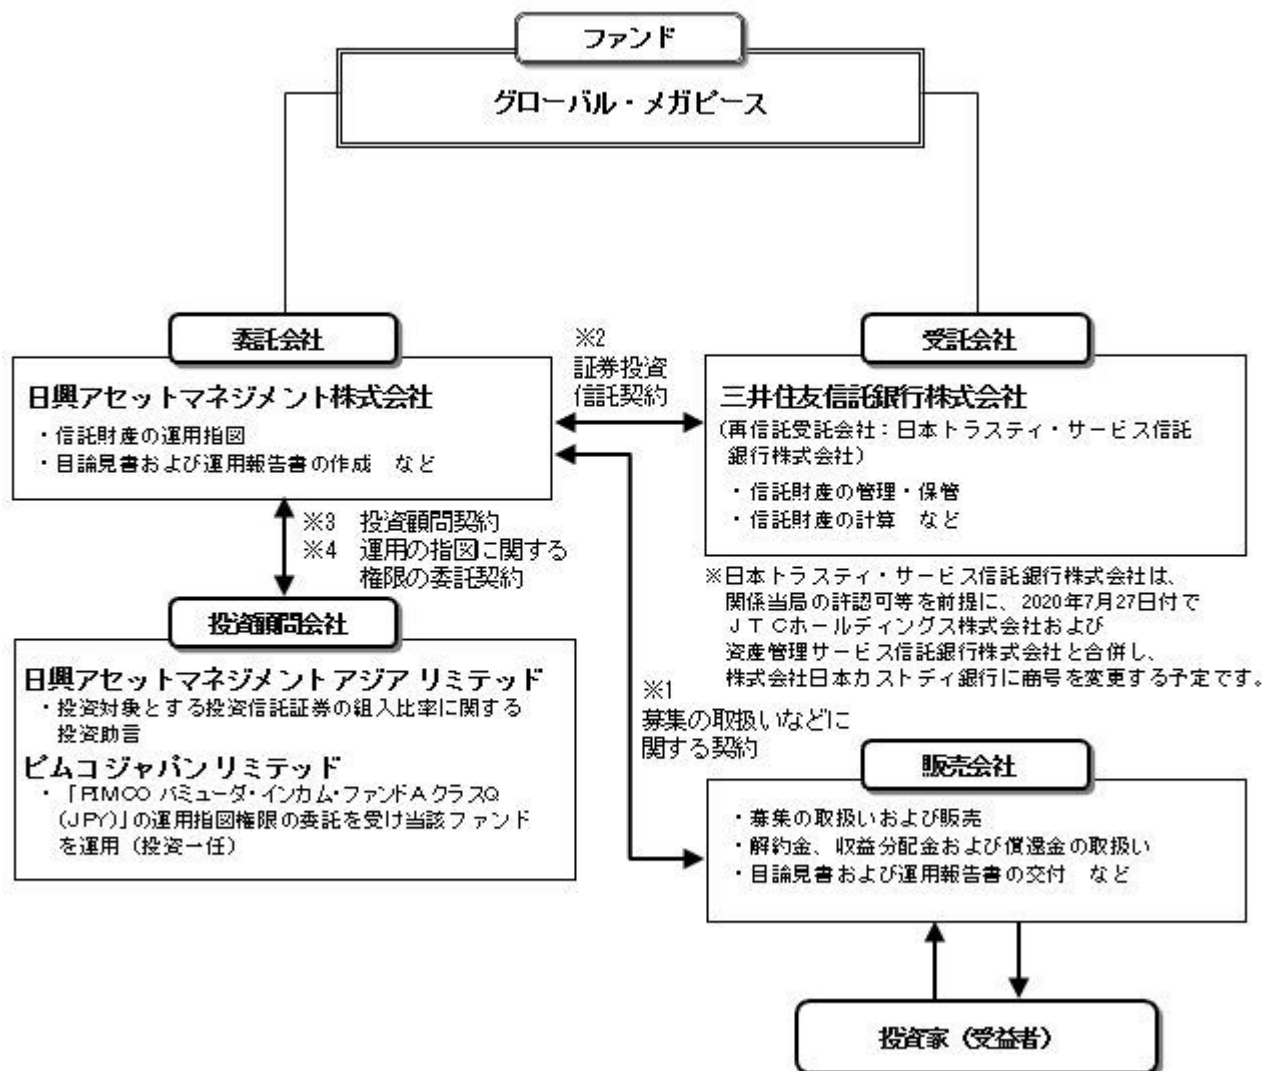 ファンド
グローバル・メガピース
委託会社
日興アセットマネジメント株式会社
・信託財産の運用指図
・目論見書および運用報告書の作成　など
※2
証券投資
信託契約
受託会社
三井住友信託銀行株式会社
(再信託受託会社：日本トラスティ・サービス信託
銀行株式会社)
・信託財産の管理・保管
・信託財産の計算　など
※日本トラスティ・サービス信託銀行株式会社は、
関係当局の許認可等を前提に、2020年7月27日付で
ＪＴＣホールディングス株式会社および
資産管理サービス信託銀行株式会社と合併し、
株式会社日本カストディ銀行に商号を変更する予定です。
※3　投資顧問契約
※4　運用の指図に関する
権限の委託契約
投資顧問会社
日興アセットマネジメント アジア リミテッド
・投資対象とする投資信託証券の組入比率に関する
投資助言
ピムコジャパンリミテッド
・「PIMCO バミューダ・インカム・ファンドA クラスQ
(JPY)」の運用指図権限の委託を受け当該ファンド
を運用（投資一任）
※1
募集の取扱いなどに
関する契約
販売会社
・募集の取扱いおよび販売
・解約金、収益分配金および償還金の取扱い
・目論見書および運用報告書の交付　など
投資家（受益者）